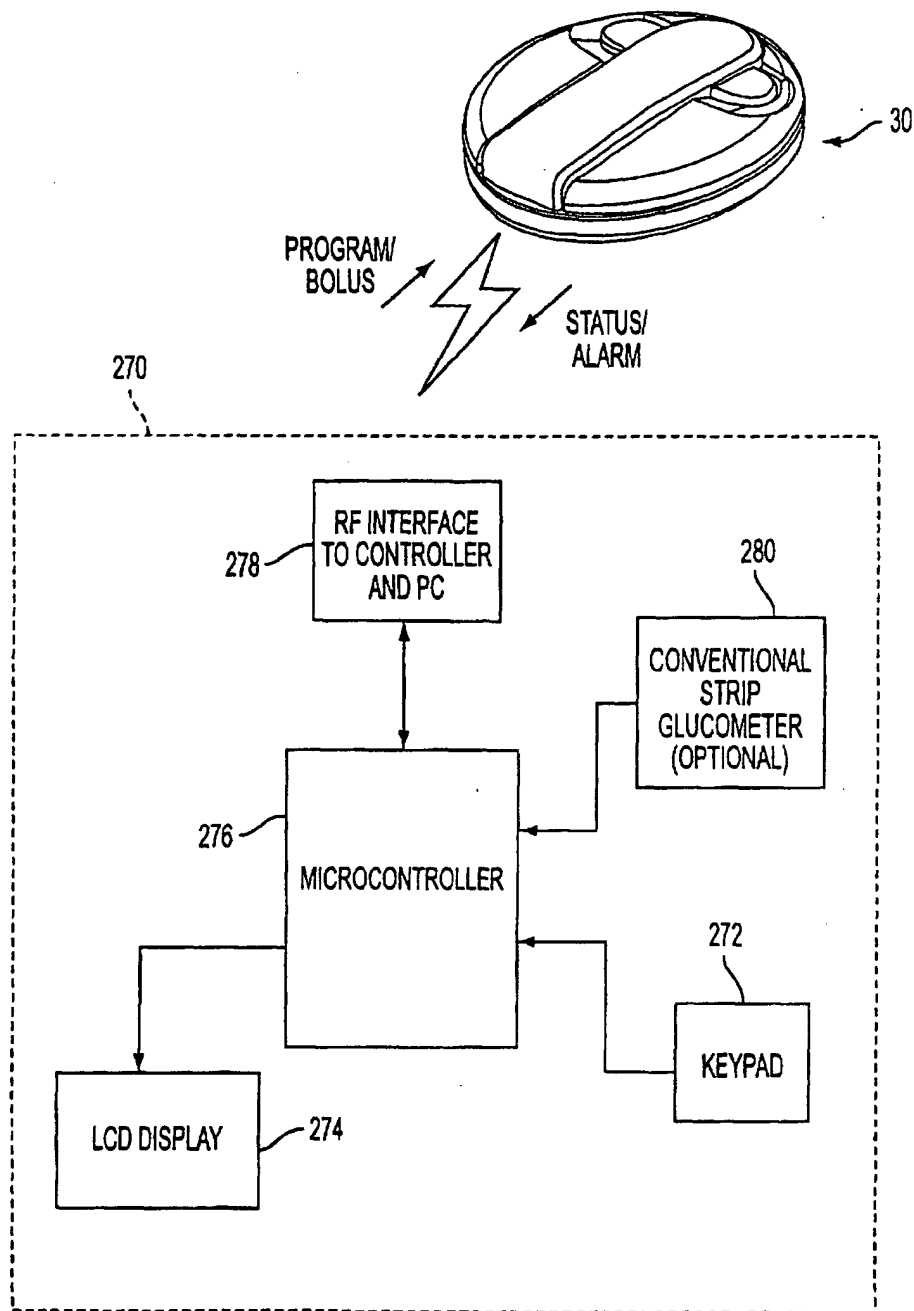 30
PROGRAM/
BOLUS
STATUS/
ALARM
270
RF INTERFACE
TO CONTROLLER
AND PC
278
280
CONVENTIONAL
STRIP
GLUCOMETER
(OPTIONAL)
276
MICROCONTROLLER
272
KEYPAD
LCD DISPLAY
274